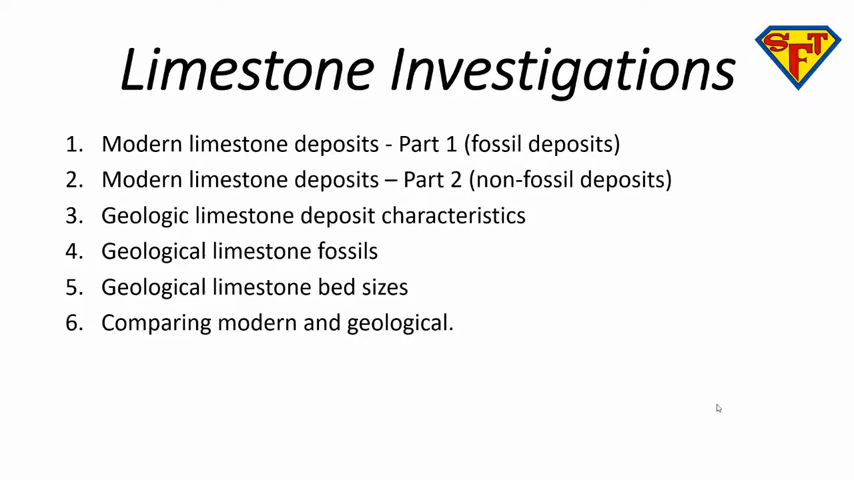 Limestone Investigations
SFT
1. Modern limestone deposits - Part 1 (fossil deposits)
2. Modern limestone deposits – Part 2 (non-fossil deposits)
3. Geologic limestone deposit characteristics
4. Geological limestone fossils
5. Geological limestone bed sizes
6. Comparing modern and geological.